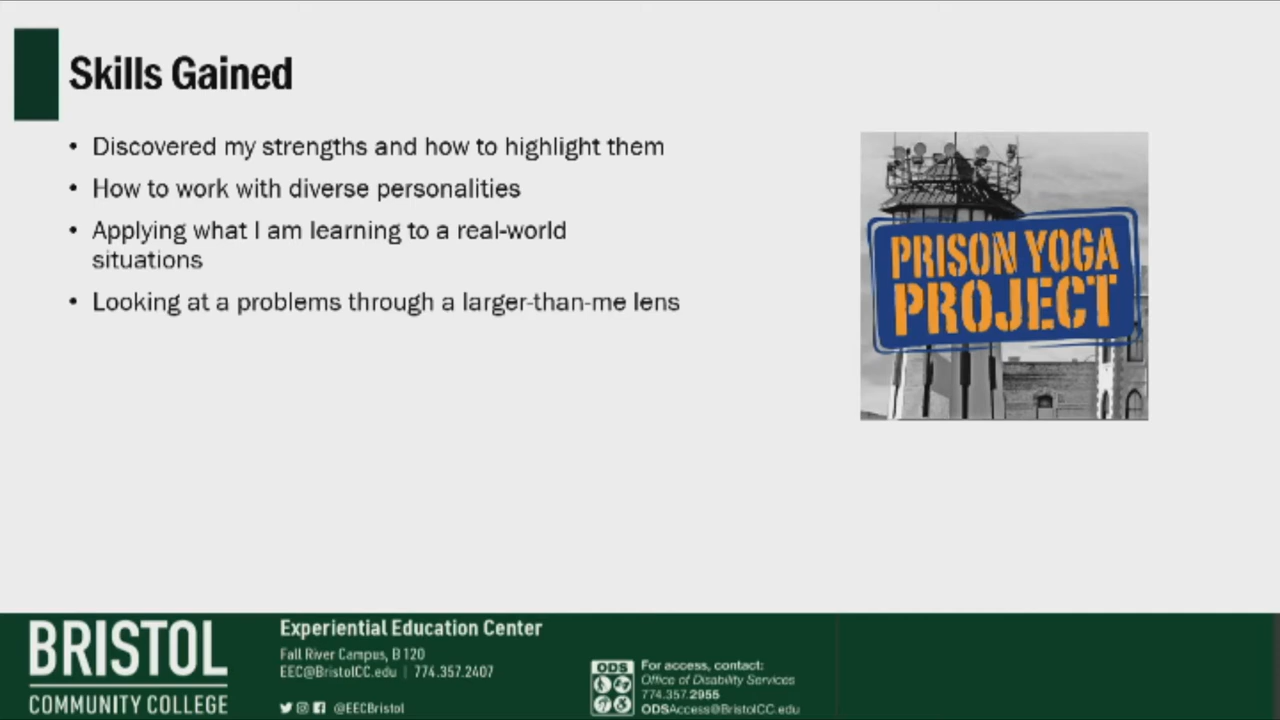 Skills Gained
• Discovered my strengths and how to highlight them
• How to work with diverse personalities
• Applying what I am learning to a real-world
situations
• Looking at a problems through a larger-than-me lens
PRISON YOGA
PROJECT
BRISTOL
COMMUNITY COLLEGE
Experiential Education Center
Fall River Campus, B 120
EEC@BristolCC.edu | 774.357.2407
@EECBristol
ODS
For access, contact:
Office of Disability Services
774.357.2955
ODSAccess@BristolCC.edu